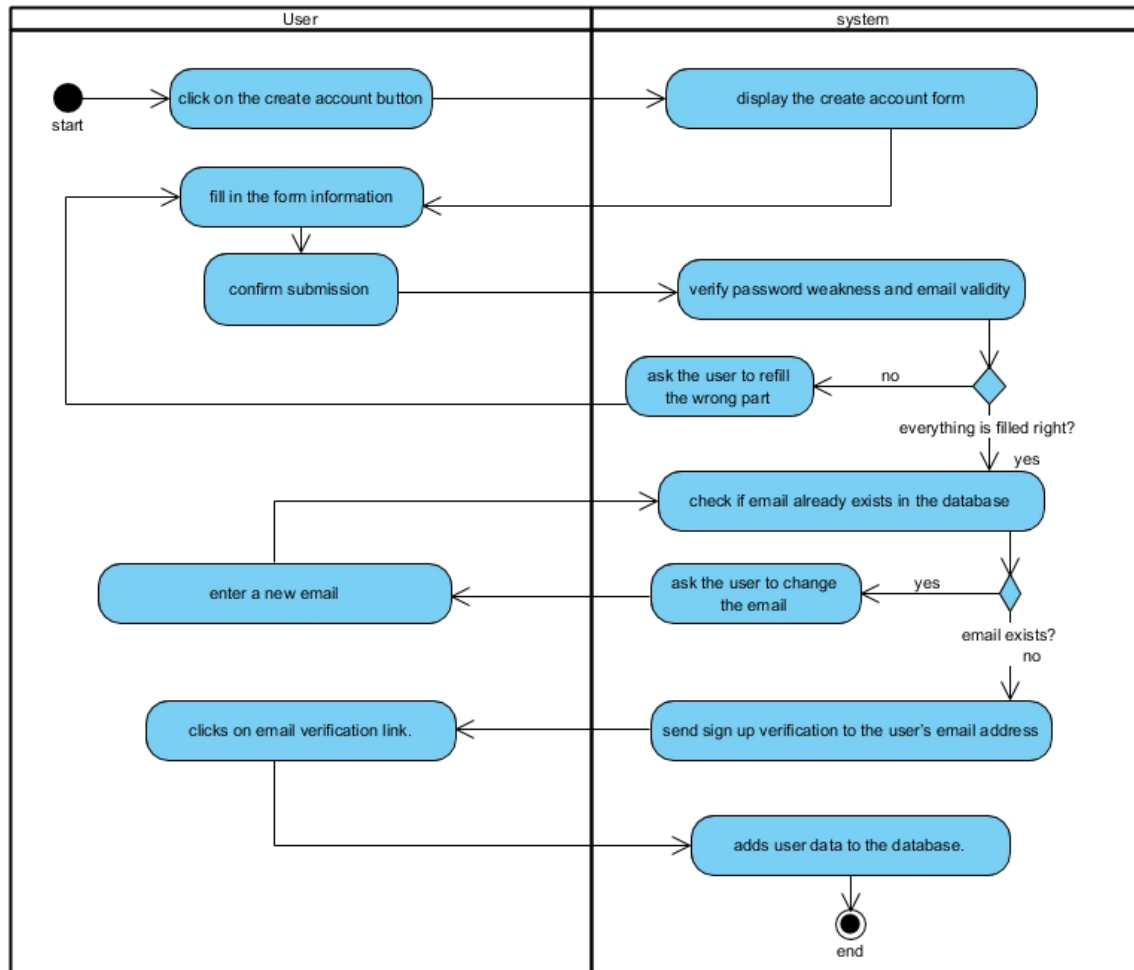 User
system
click on the create account button
display the create account form
start
fill in the form information
confirm submission
verify password weakness and email validity
ask the user to refill
the wrong part
no
everything is filled right?
yes
check if email already exists in the database
enter a new email
ask the user to change
the email
yes
email exists?
no
clicks on email verification link.
send sign up verification to the user's email address
adds user data to the database.
end